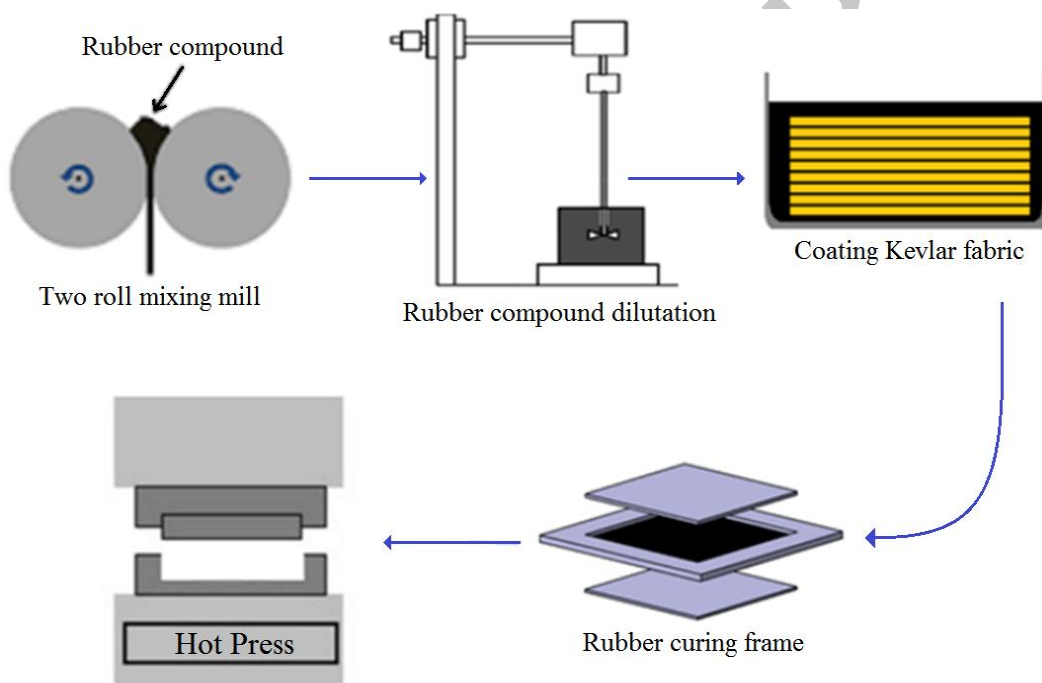 Rubber compound
Two roll mixing mill
Rubber compound dilutation
Coating Kevlar fabric
Rubber curing frame
Hot Press